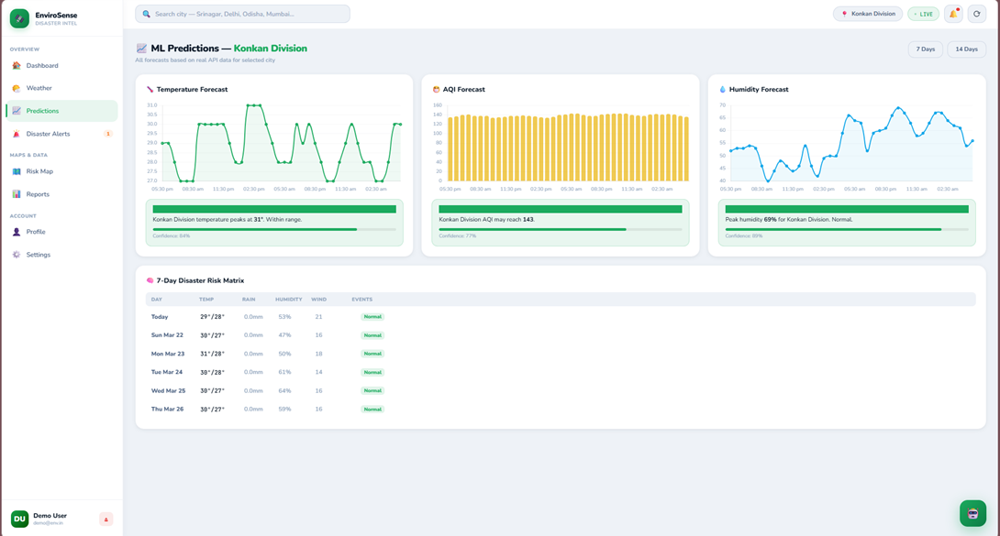 EnviroSense
DISASTER INTEL
OVERVIEW
Dashboard
Weather
Predictions
Disaster Alerts 1
MAPS & DATA
Risk Map
Reports
ACCOUNT
Profile
Settings
DU Demo User
demo@env.in
Search city — Srinagar, Delhi, Odisha, Mumbai...
Konkan Division
• LIVE
ML Predictions — Konkan Division
All forecasts based on real API data for selected city
7 Days
14 Days
Temperature Forecast
31.0
30.5
30.0
29.5
29.0
28.5
28.0
27.5
27.0
05:30 pm 08:30 am 11:30 pm 02:30 pm 05:30 am 08:30 pm 11:30 am 02:30 am
Konkan Division temperature peaks at 31°. Within range.
Confidence: 84%
AQI Forecast
160
140
120
100
80
60
40
20
0
05:30 pm 08:30 am 11:30 pm 02:30 pm 05:30 am 08:30 pm 11:30 am 02:30 am
Konkan Division AQI may reach 143.
Confidence: 77%
Humidity Forecast
70
65
60
55
50
45
40
05:30 pm 08:30 am 11:30 pm 02:30 pm 05:30 am 08:30 pm 11:30 am 02:30 am
Peak humidity 69% for Konkan Division. Normal.
Confidence: 89%
7-Day Disaster Risk Matrix
DAY TEMP RAIN HUMIDITY WIND EVENTS
Today 29°/28° 0.0mm 53% 21 Normal
Sun Mar 22 30°/27° 0.0mm 47% 16 Normal
Mon Mar 23 31°/28° 0.0mm 50% 18 Normal
Tue Mar 24 30°/28° 0.0mm 61% 14 Normal
Wed Mar 25 30°/27° 0.0mm 64% 16 Normal
Thu Mar 26 30°/27° 0.0mm 59% 16 Normal